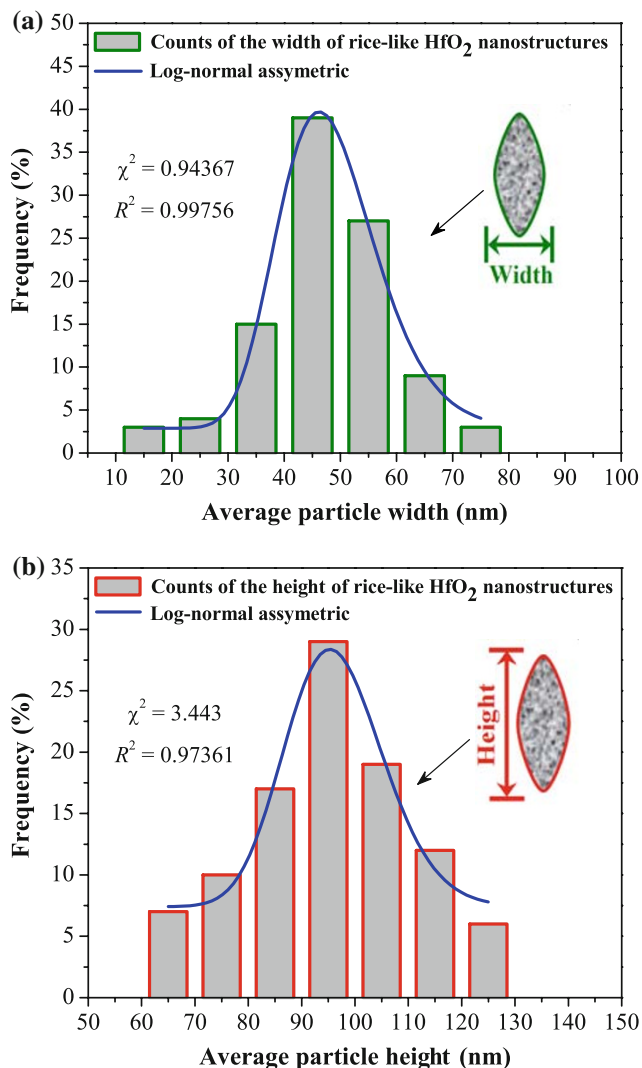 (a)
50
45
40
35
30
25
20
15
10
5
0
Frequency (%)
Counts of the width of rice-like HfO₂ nanostructures
Log-normal assymetric
χ² = 0.94367
R² = 0.99756
Width
10 20 30 40 50 60 70 80 90 100
Average particle width (nm)
(b)
35
30
25
20
15
10
5
0
Frequency (%)
Counts of the height of rice-like HfO₂ nanostructures
Log-normal assymetric
χ² = 3.443
R² = 0.97361
Height
50 60 70 80 90 100 110 120 130 140 150
Average particle height (nm)